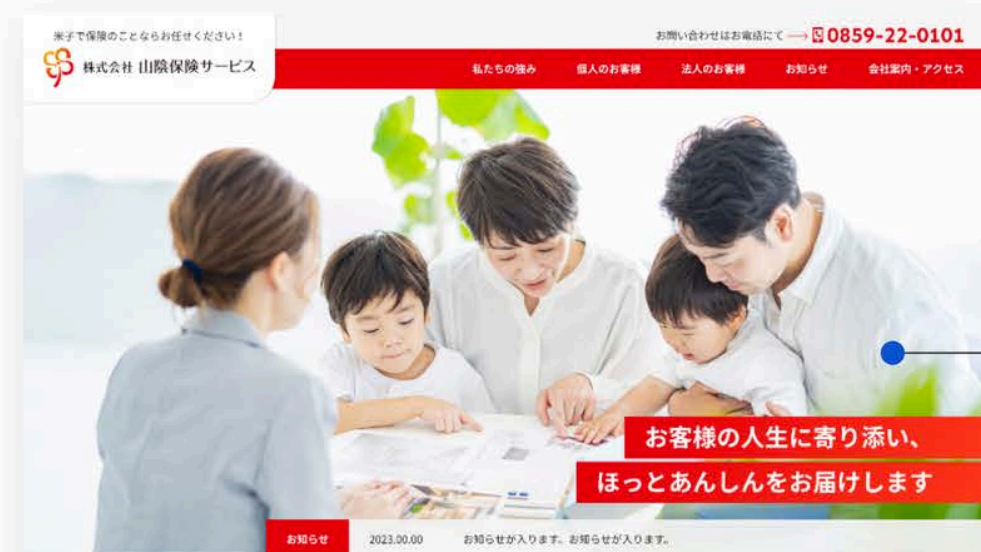 米子で保険のことならお任せください！
株式会社 山陰保険サービス
お問い合わせはお電話にて → 0859-22-0101
私たちの強み 個人のお客様 法人のお客様 お知らせ 会社案内・アクセス
お客様の人生に寄り添い、
ほっとあんしんをお届けします
お知らせ 2023.00.00 お知らせが入ります。お知らせが入ります。